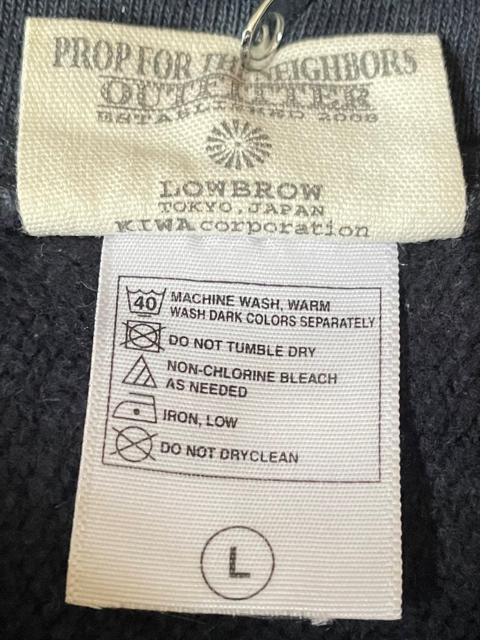 PROP FOR THE NEIGHBORS
OUTFITTER
ESTABLISHED 2008
LOWBROW
TOKYO, JAPAN
KIWA corporation
40 MACHINE WASH, WARM
WASH DARK COLORS SEPARATELY
DO NOT TUMBLE DRY
NON-CHLORINE BLEACH
AS NEEDED
IRON, LOW
DO NOT DRYCLEAN
L